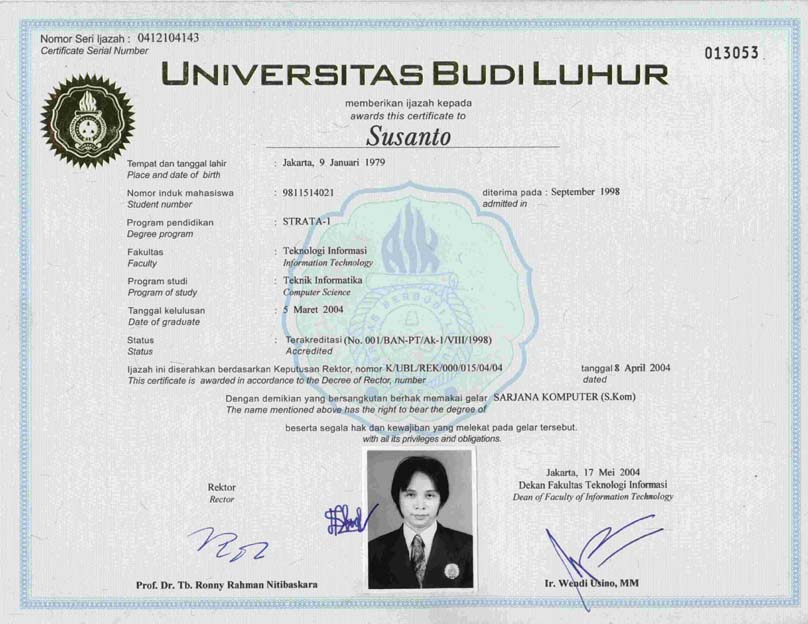 Nomor Seri Ijazah : 0412104143
Certificate Serial Number
013053
UNIVERSITAS BUDI LUHUR
memberikan ijazah kepada
awards this certificate to
Susanto
Tempat dan tanggal lahir : Jakarta, 9 Januari 1979
Place and date of birth
Nomor induk mahasiswa : 9811514021 diterima pada : September 1998
Student number admitted in
Program pendidikan : STRATA-1
Degree program
Fakultas : Teknologi Informasi
Faculty Information Technology
Program studi : Teknik Informatika
Program of study Computer Science
Tanggal kelulusan : 5 Maret 2004
Date of graduate
Status : Terakreditasi (No. 001/BAN-PT/Ak-1/VIII/1998)
Status Accredited
Ijazah ini diserahkan berdasarkan Keputusan Rektor, nomor K/UBL/REK/000/015/04/04 tanggal 8 April 2004
This certificate is awarded in accordance to the Decree of Rector, number dated
Dengan demikian yang bersangkutan berhak memakai gelar SARJANA KOMPUTER (S.Kom)
The name mentioned above has the right to bear the degree of
beserta segala hak dan kewajiban yang melekat pada gelar tersebut.
with all its privileges and obligations.
Jakarta, 17 Mei 2004
Rektor Dekan Fakultas Teknologi Informasi
Rector Dean of Faculty of Information Technology
Prof. Dr. Tb. Ronny Rahman Nitibaskara Ir. Wendi Usino, MM